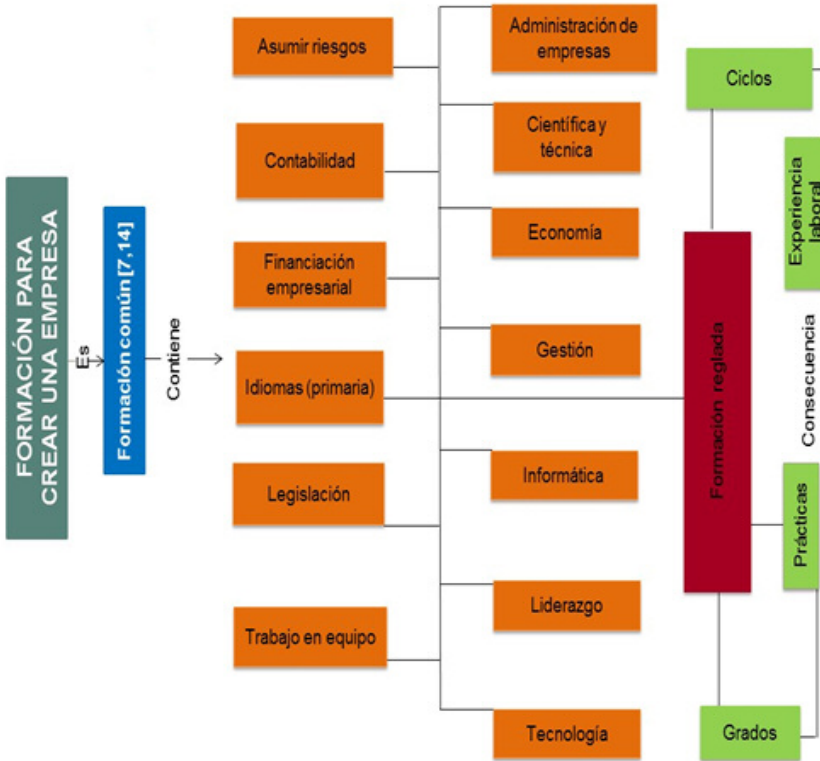 FORMACIÓN PARA
CREAR UNA EMPRESA
Es
Formación común [7,14]
Contiene
Asumir riesgos
Contabilidad
Financiación
empresarial
Idiomas (primaria)
Legislación
Trabajo en equipo
Administración de
empresas
Científica y
técnica
Economía
Gestión
Informática
Liderazgo
Tecnología
Formación reglada
Ciclos
Experiencia
laboral
Consecuencia
Prácticas
Grados